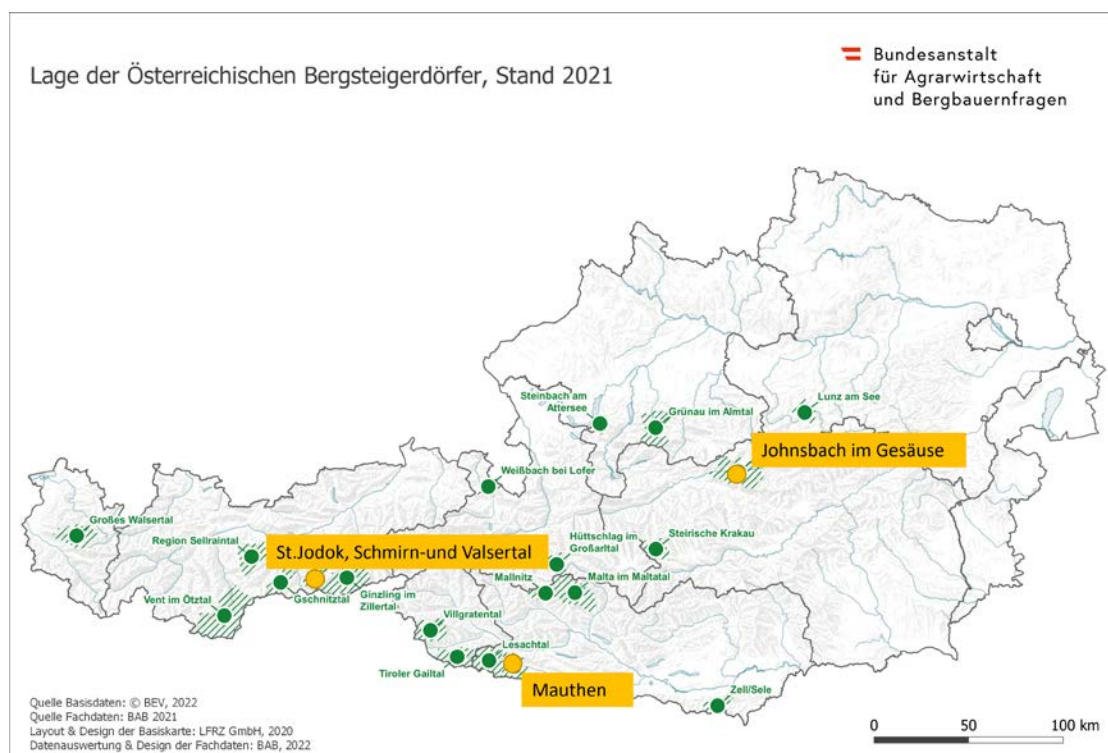 Lage der Österreichischen Bergsteigerdörfer, Stand 2021
Bundesanstalt
für Agrarwirtschaft
und Bergbauernfragen
Steinbach am
Attersee
Grünau im Almtal
Lunz am See
Johnsbach im Gesäuse
Weißbach bei Lofer
Großes Walsertal
Region Sellraintal
St.Jodok, Schmirn-und Valsertal
Hüttschlag im
Großarltal
Steirische Krakau
Mallnitz
Malta im Maltatal
Vent im Ötztal
Gschnitztal
Ginzling im
Zillertal
Villgratental
Lesachtal
Tiroler Gailtal
Mauthen
Zell/Sele
Quelle Basisdaten: © BEV, 2022
Quelle Fachdaten: BAB 2021
Layout & Design der Basiskarte: LFRZ GmbH, 2020
Datenauswertung & Design der Fachdaten: BAB, 2022
0 50 100 km